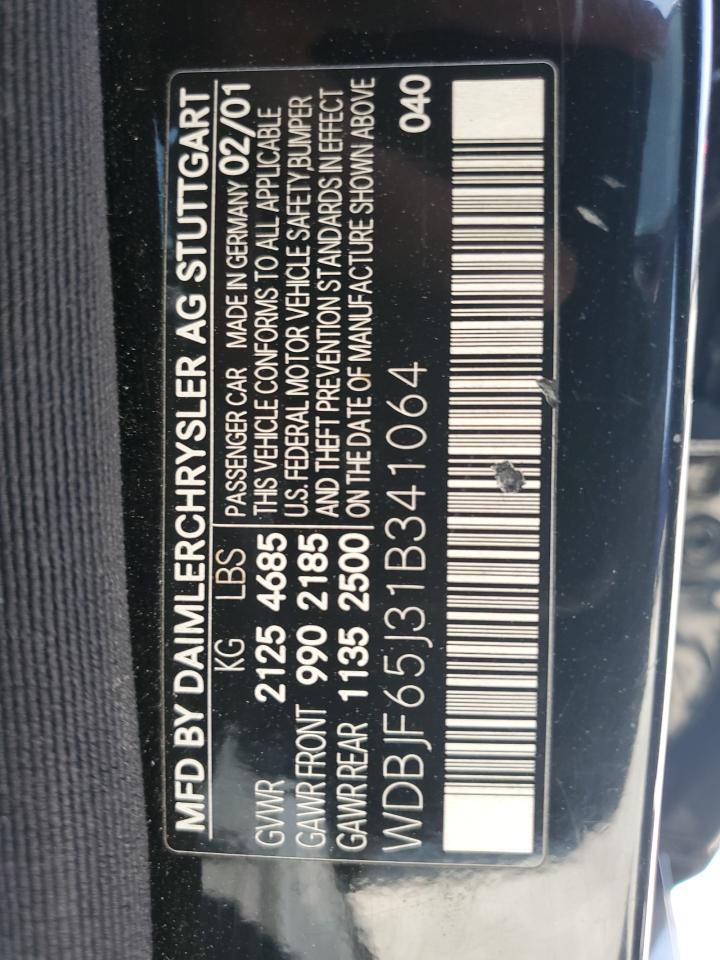 MFD BY DAIMLERCHRYSLER AG STUTTGART
KG LBS PASSENGER CAR MADE IN GERMANY 02/01
GVWR 2125 4685 THIS VEHICLE CONFORMS TO ALL APPLICABLE
GAWR FRONT 990 2185 U.S. FEDERAL MOTOR VEHICLE SAFETY,BUMPER
AND THEFT PREVENTION STANDARDS IN EFFECT
GAWR REAR 1135 2500 ON THE DATE OF MANUFACTURE SHOWN ABOVE
WDBJF65J31B341064 040